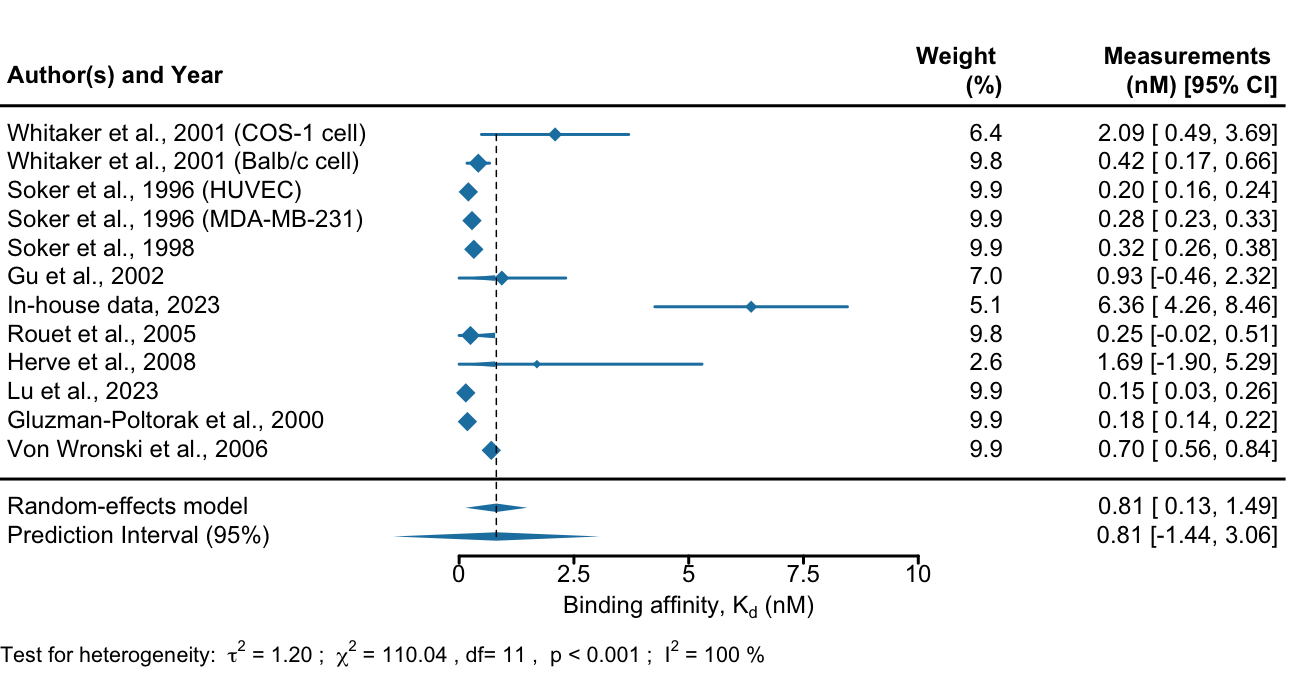 Author(s) and Year Weight (%) Measurements (nM) [95% CI]
Whitaker et al., 2001 (COS-1 cell) 6.4 2.09 [ 0.49, 3.69]
Whitaker et al., 2001 (Balb/c cell) 9.8 0.42 [ 0.17, 0.66]
Soker et al., 1996 (HUVEC) 9.9 0.20 [ 0.16, 0.24]
Soker et al., 1996 (MDA-MB-231) 9.9 0.28 [ 0.23, 0.33]
Soker et al., 1998 9.9 0.32 [ 0.26, 0.38]
Gu et al., 2002 7.0 0.93 [-0.46, 2.32]
In-house data, 2023 5.1 6.36 [ 4.26, 8.46]
Rouet et al., 2005 9.8 0.25 [-0.02, 0.51]
Herve et al., 2008 2.6 1.69 [-1.90, 5.29]
Lu et al., 2023 9.9 0.15 [ 0.03, 0.26]
Gluzman-Poltorak et al., 2000 9.9 0.18 [ 0.14, 0.22]
Von Wronski et al., 2006 9.9 0.70 [ 0.56, 0.84]
Random-effects model 0.81 [ 0.13, 1.49]
Prediction Interval (95%) 0.81 [-1.44, 3.06]
0 2.5 5 7.5 10
Binding affinity, K_d (nM)
Test for heterogeneity: τ² = 1.20 ; χ² = 110.04 , df= 11 , p < 0.001 ; I² = 100 %